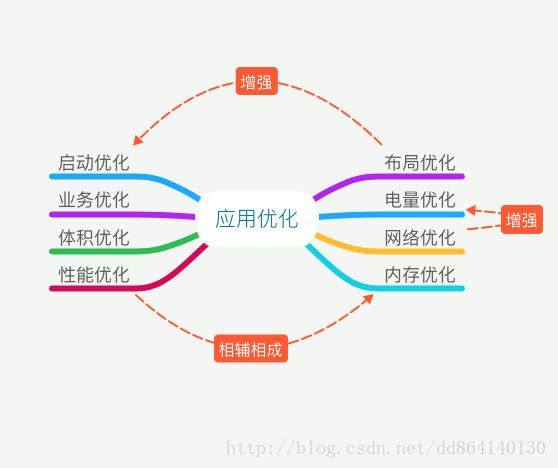 增强
启动优化
布局优化
业务优化
电量优化
应用优化
增强
体积优化
网络优化
性能优化
内存优化
相辅相成
http://blog.csdn.net/dd864140130